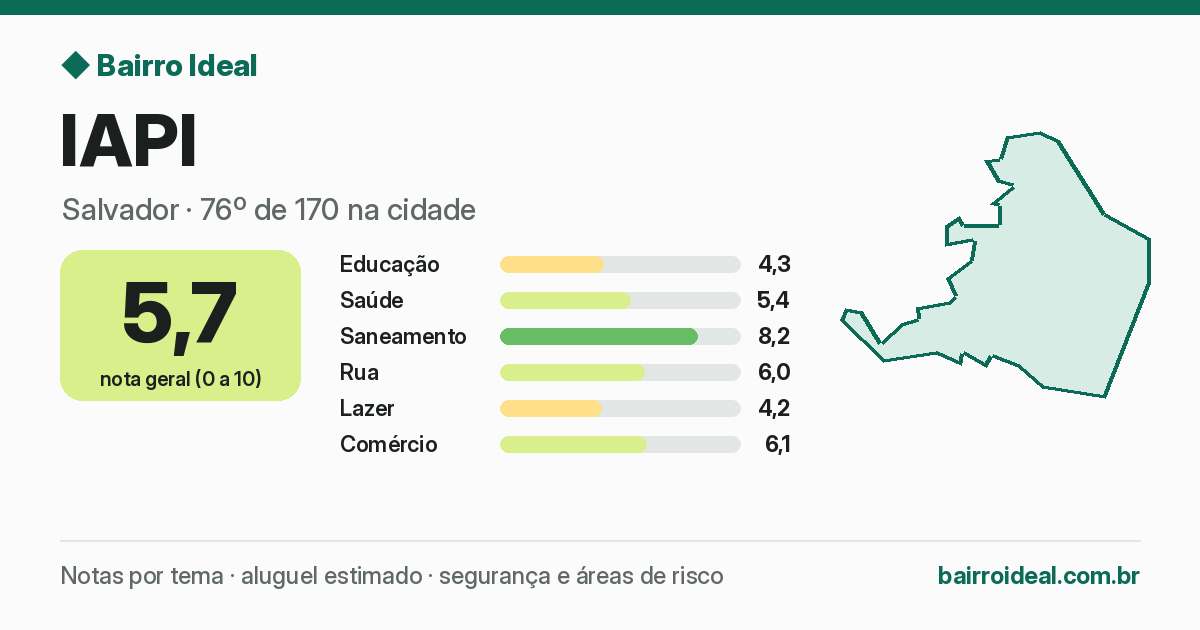 Bairro Ideal
IAPI
Salvador · 76º de 170 na cidade
5,7
nota geral (0 a 10)
Educação 4,3
Saúde 5,4
Saneamento 8,2
Rua 6,0
Lazer 4,2
Comércio 6,1
Notas por tema · aluguel estimado · segurança e áreas de risco
bairroideal.com.br